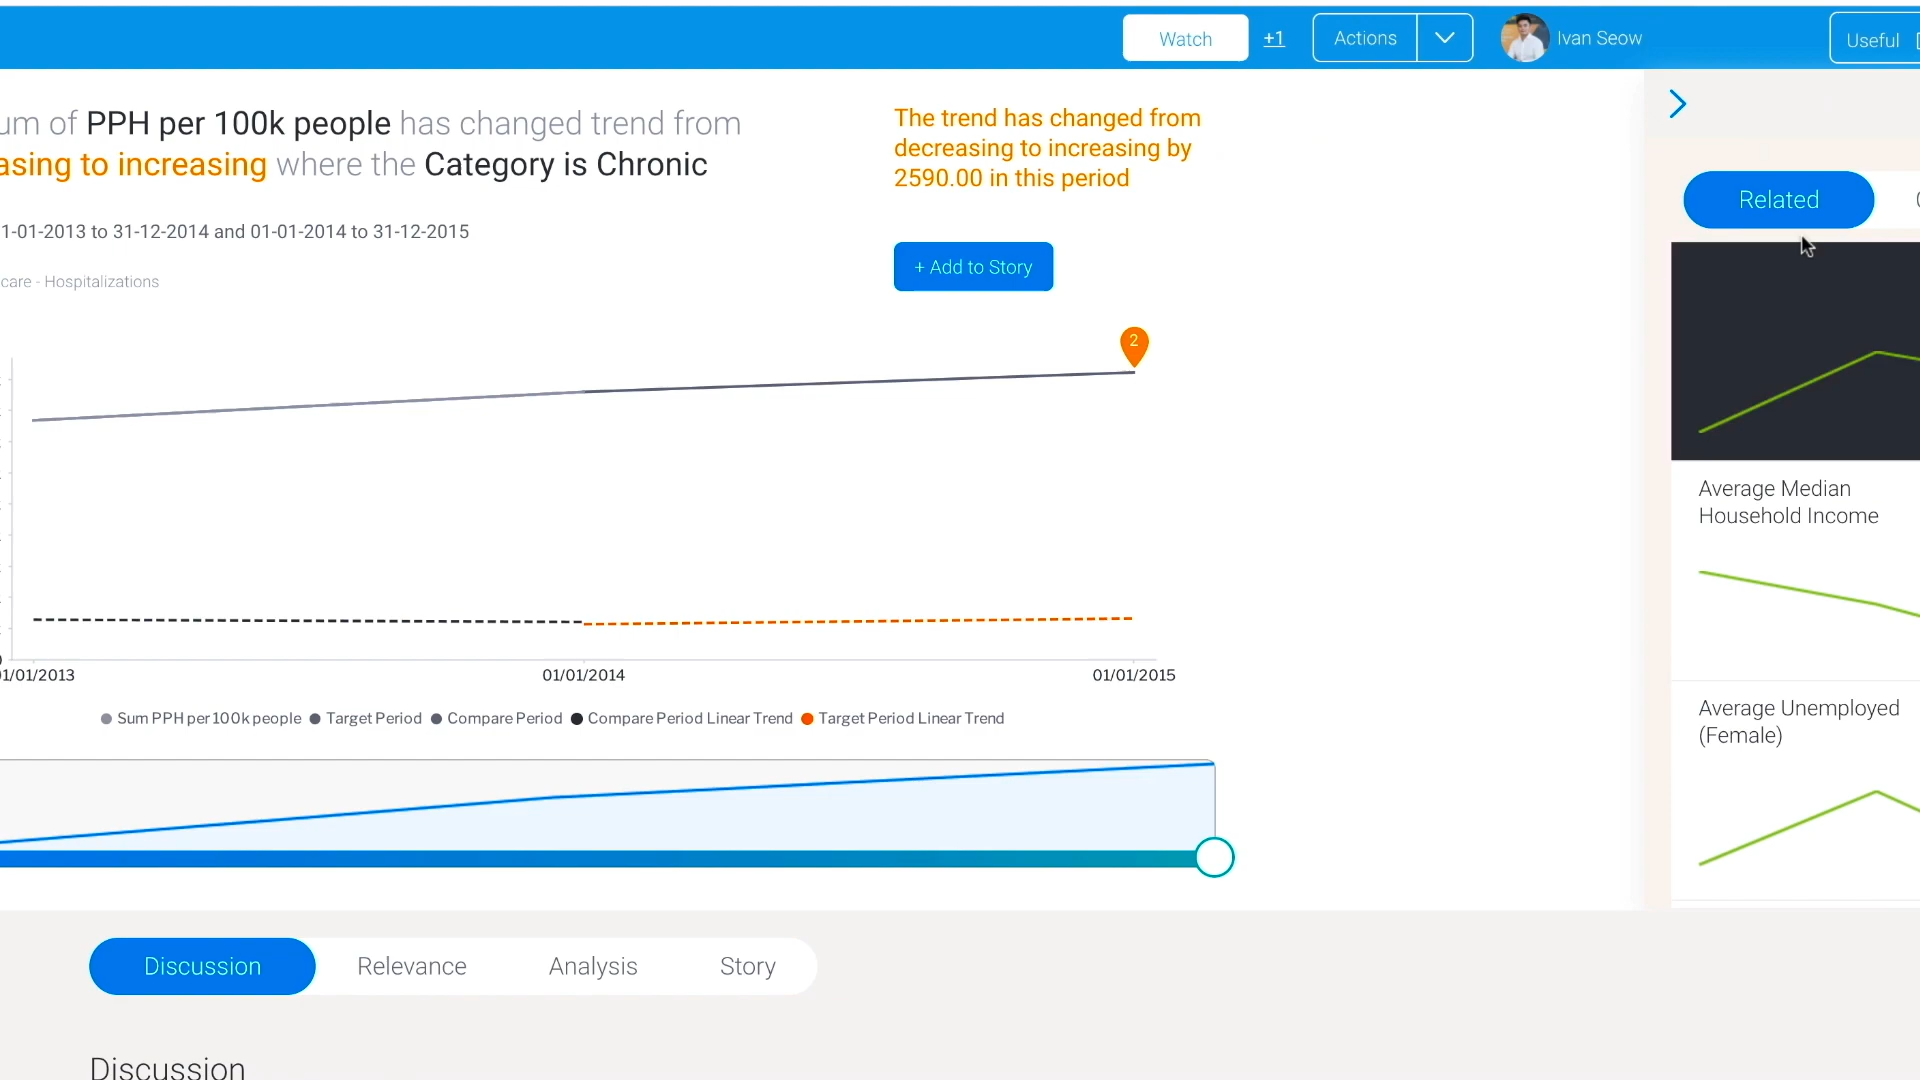 Watch +1 Actions Ivan Seow Useful
um of PPH per 100k people has changed trend from
asing to increasing where the Category is Chronic
The trend has changed from
decreasing to increasing by
2590.00 in this period
Related
1-01-2013 to 31-12-2014 and 01-01-2014 to 31-12-2015
+ Add to Story
care - Hospitalizations
2
Average Median
Household Income
1/01/2013 01/01/2014 01/01/2015
Sum PPH per 100k people Target Period Compare Period Compare Period Linear Trend Target Period Linear Trend
Average Unemployed
(Female)
Discussion Relevance Analysis Story
Discussion